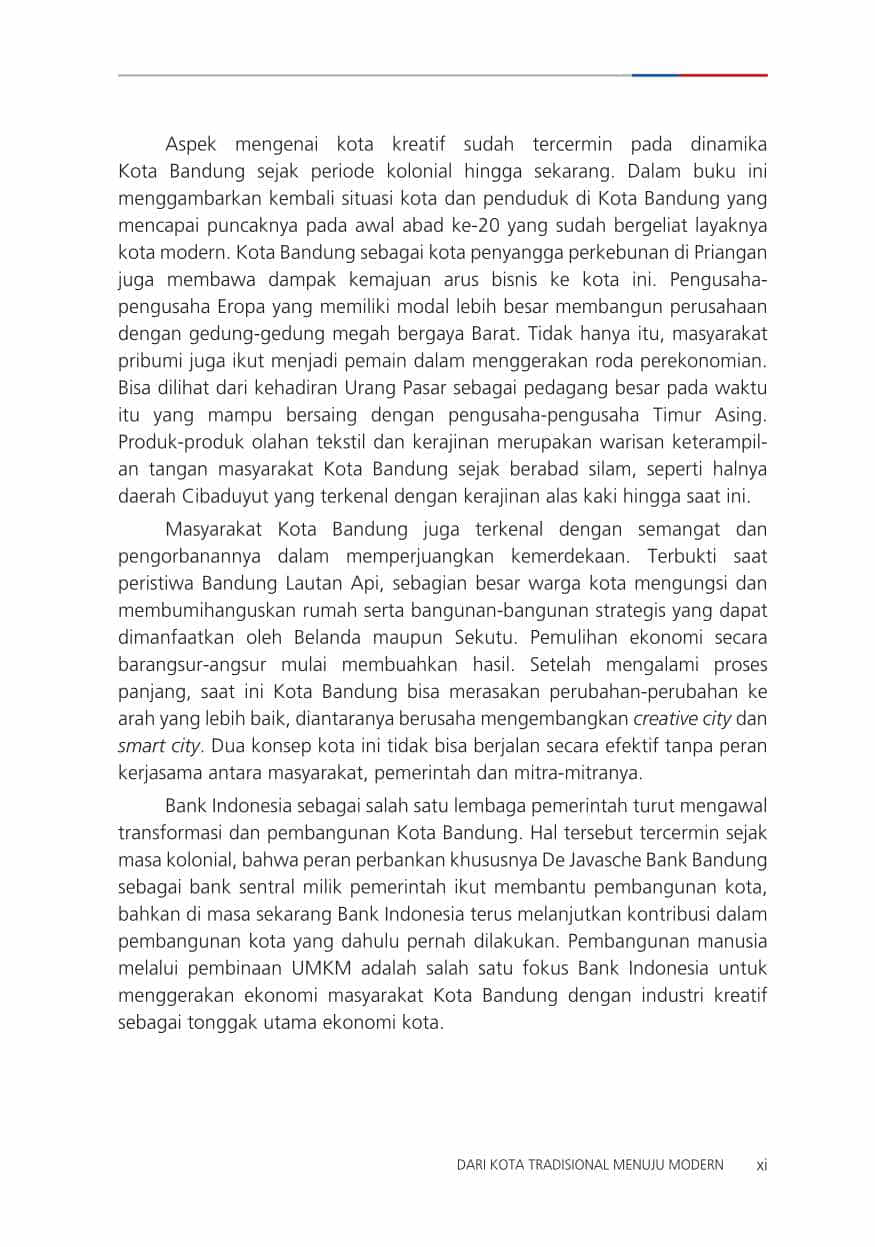 Aspek mengenai kota kreatif sudah tercermin pada dinamika
Kota Bandung sejak periode kolonial hingga sekarang. Dalam buku ini
menggambarkan kembali situasi kota dan penduduk di Kota Bandung yang
mencapai puncaknya pada awal abad ke-20 yang sudah bergeliat layaknya
kota modern. Kota Bandung sebagai kota penyangga perkebunan di Priangan
juga membawa dampak kemajuan arus bisnis ke kota ini. Pengusaha-
pengusaha Eropa yang memiliki modal lebih besar membangun perusahaan
dengan gedung-gedung megah bergaya Barat. Tidak hanya itu, masyarakat
pribumi juga ikut menjadi pemain dalam menggerakan roda perekonomian.
Bisa dilihat dari kehadiran Urang Pasar sebagai pedagang besar pada waktu
itu yang mampu bersaing dengan pengusaha-pengusaha Timur Asing.
Produk-produk olahan tekstil dan kerajinan merupakan warisan keterampil-
an tangan masyarakat Kota Bandung sejak berabad silam, seperti halnya
daerah Cibaduyut yang terkenal dengan kerajinan alas kaki hingga saat ini.
Masyarakat Kota Bandung juga terkenal dengan semangat dan
pengorbanannya dalam memperjuangkan kemerdekaan. Terbukti saat
peristiwa Bandung Lautan Api, sebagian besar warga kota mengungsi dan
membumihanguskan rumah serta bangunan-bangunan strategis yang dapat
dimanfaatkan oleh Belanda maupun Sekutu. Pemulihan ekonomi secara
barangsur-angsur mulai membuahkan hasil. Setelah mengalami proses
panjang, saat ini Kota Bandung bisa merasakan perubahan-perubahan ke
arah yang lebih baik, diantaranya berusaha mengembangkan creative city dan
smart city. Dua konsep kota ini tidak bisa berjalan secara efektif tanpa peran
kerjasama antara masyarakat, pemerintah dan mitra-mitranya.
Bank Indonesia sebagai salah satu lembaga pemerintah turut mengawal
transformasi dan pembangunan Kota Bandung. Hal tersebut tercermin sejak
masa kolonial, bahwa peran perbankan khususnya De Javasche Bank Bandung
sebagai bank sentral milik pemerintah ikut membantu pembangunan kota,
bahkan di masa sekarang Bank Indonesia terus melanjutkan kontribusi dalam
pembangunan kota yang dahulu pernah dilakukan. Pembangunan manusia
melalui pembinaan UMKM adalah salah satu fokus Bank Indonesia untuk
menggerakan ekonomi masyarakat Kota Bandung dengan industri kreatif
sebagai tonggak utama ekonomi kota.
DARI KOTA TRADISIONAL MENUJU MODERN xi